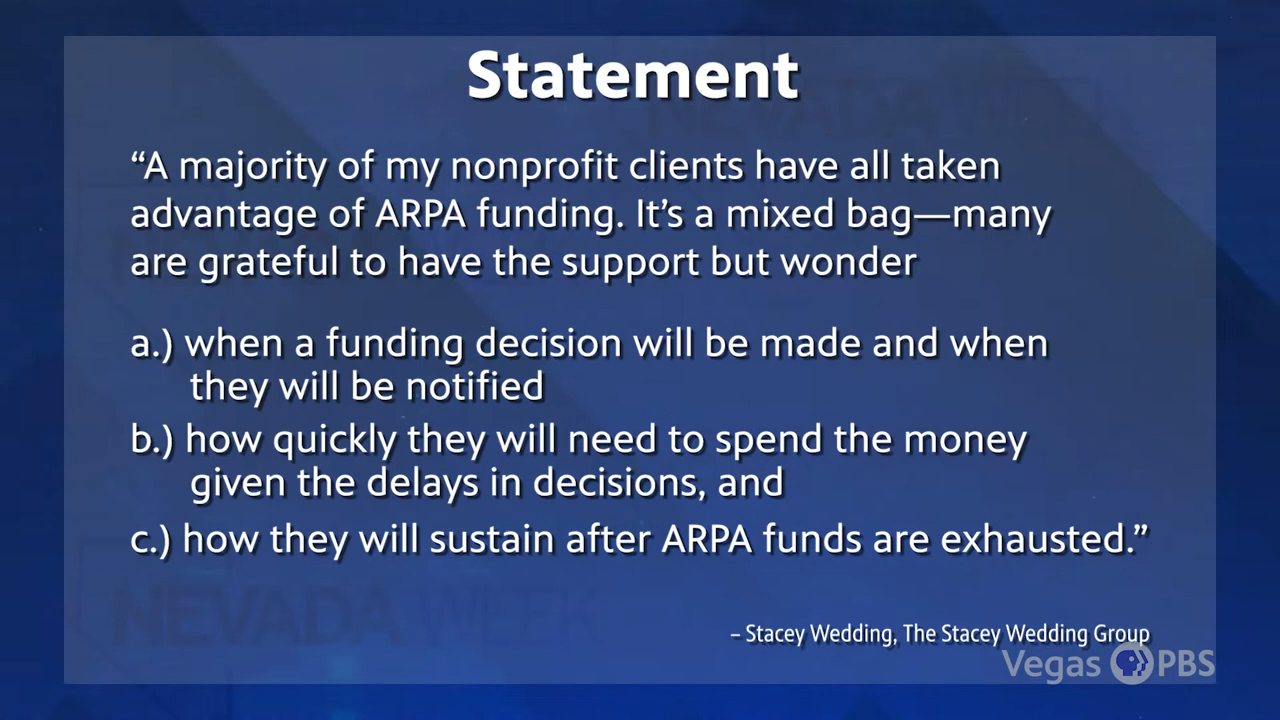 Statement
“A majority of my nonprofit clients have all taken
advantage of ARPA funding. It’s a mixed bag—many
are grateful to have the support but wonder
a.) when a funding decision will be made and when
they will be notified
b.) how quickly they will need to spend the money
given the delays in decisions, and
c.) how they will sustain after ARPA funds are exhausted.”
NEVADA WEEK
– Stacey Wedding, The Stacey Wedding Group
Vegas PBS